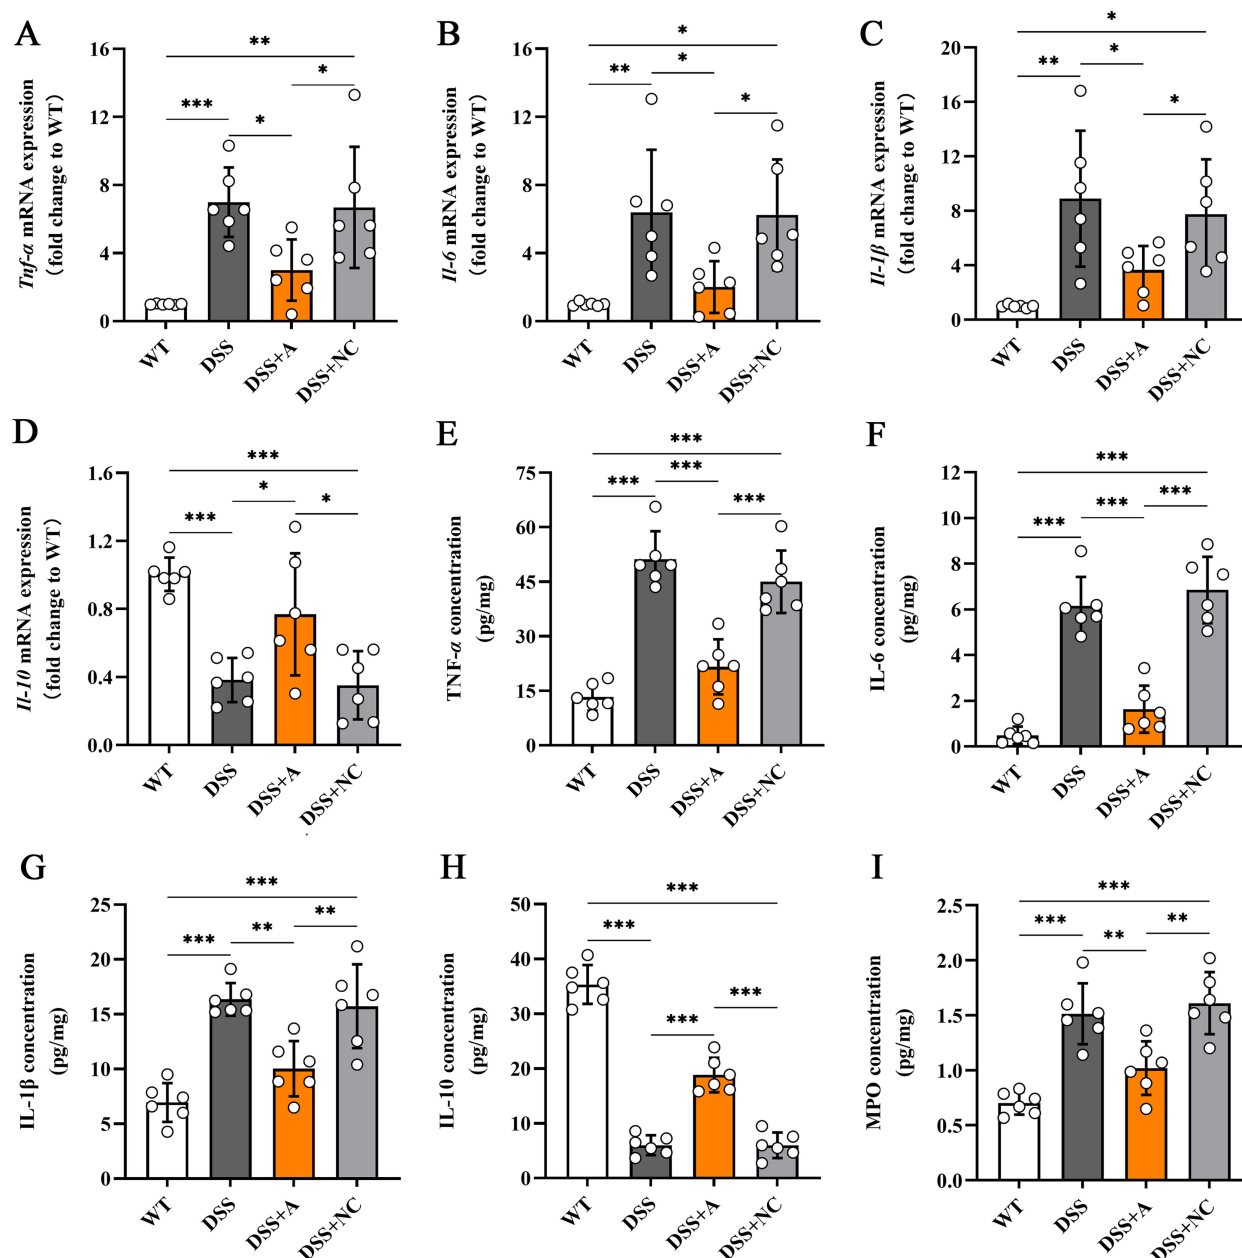 A
Tnf-α mRNA expression
(fold change to WT)
16
12
8
4
0
**
*
***
*
WT
DSS
DSS+A
DSS+NC
B
Il-6 mRNA expression
(fold change to WT)
16
12
8
4
0
*
*
**
*
WT
DSS
DSS+A
DSS+NC
C
Il-1β mRNA expression
(fold change to WT)
20
16
12
8
4
0
*
*
**
*
WT
DSS
DSS+A
DSS+NC
D
Il-10 mRNA expression
(fold change to WT)
1.6
1.2
0.8
0.4
0.0
***
*
*
***
WT
DSS
DSS+A
DSS+NC
E
TNF-α concentration
(pg/mg)
75
60
45
30
15
0
***
***
***
***
WT
DSS
DSS+A
DSS+NC
F
IL-6 concentration
(pg/mg)
12
10
8
6
4
2
0
***
***
***
***
WT
DSS
DSS+A
DSS+NC
G
IL-1β concentration
(pg/mg)
25
20
15
10
5
0
***
**
**
***
WT
DSS
DSS+A
DSS+NC
H
IL-10 concentration
(pg/mg)
50
40
30
20
10
0
***
***
***
***
WT
DSS
DSS+A
DSS+NC
I
MPO concentration
(pg/mg)
2.5
2.0
1.5
1.0
0.5
0.0
***
***
**
**
WT
DSS
DSS+A
DSS+NC